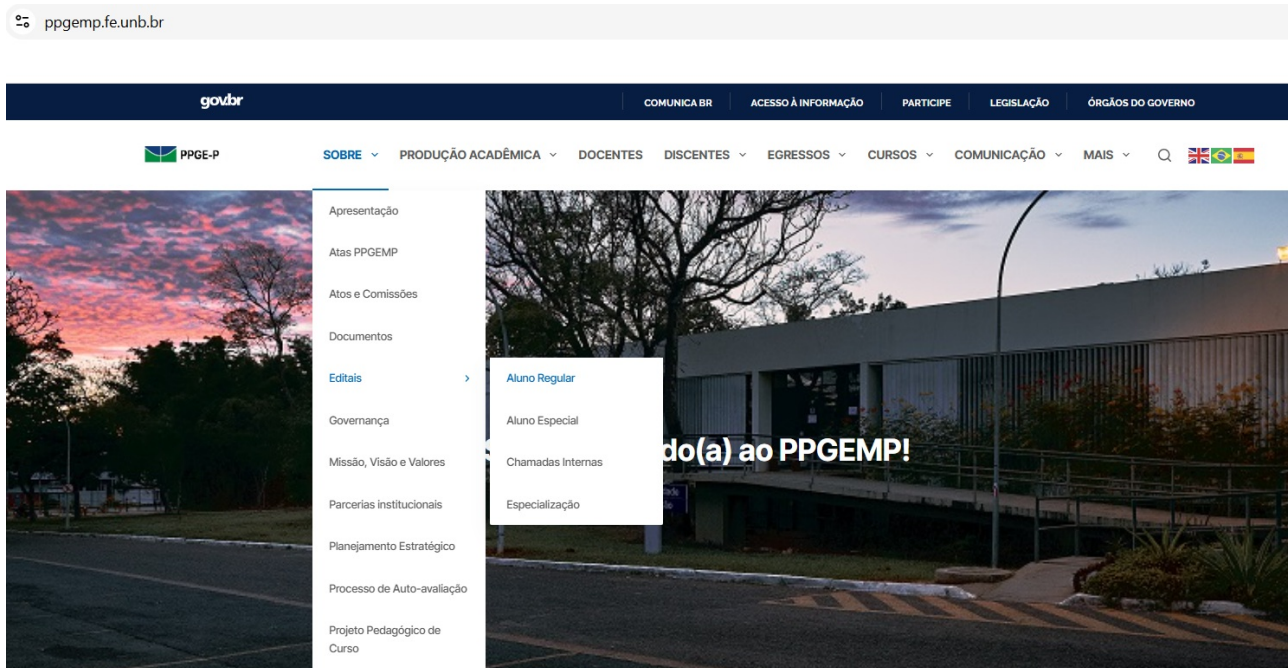 ppgemp.fe.unb.br
gov.br
COMUNICA BR
ACESSO À INFORMAÇÃO
PARTICIPE
LEGISLAÇÃO
ÓRGÃOS DO GOVERNO
PPGE-P
SOBRE
PRODUÇÃO ACADÊMICA
DOCENTES
DISCENTES
EGRESSOS
CURSOS
COMUNICAÇÃO
MAIS
Apresentação
Atas PPGEMP
Atos e Comissões
Documentos
Editais
Governança
Missão, Visão e Valores
Parcerias institucionais
Planejamento Estratégico
Processo de Auto-avaliação
Projeto Pedagógico de
Curso
Aluno Regular
Aluno Especial
Chamadas Internas
Especialização
do(a) ao PPGEMP!